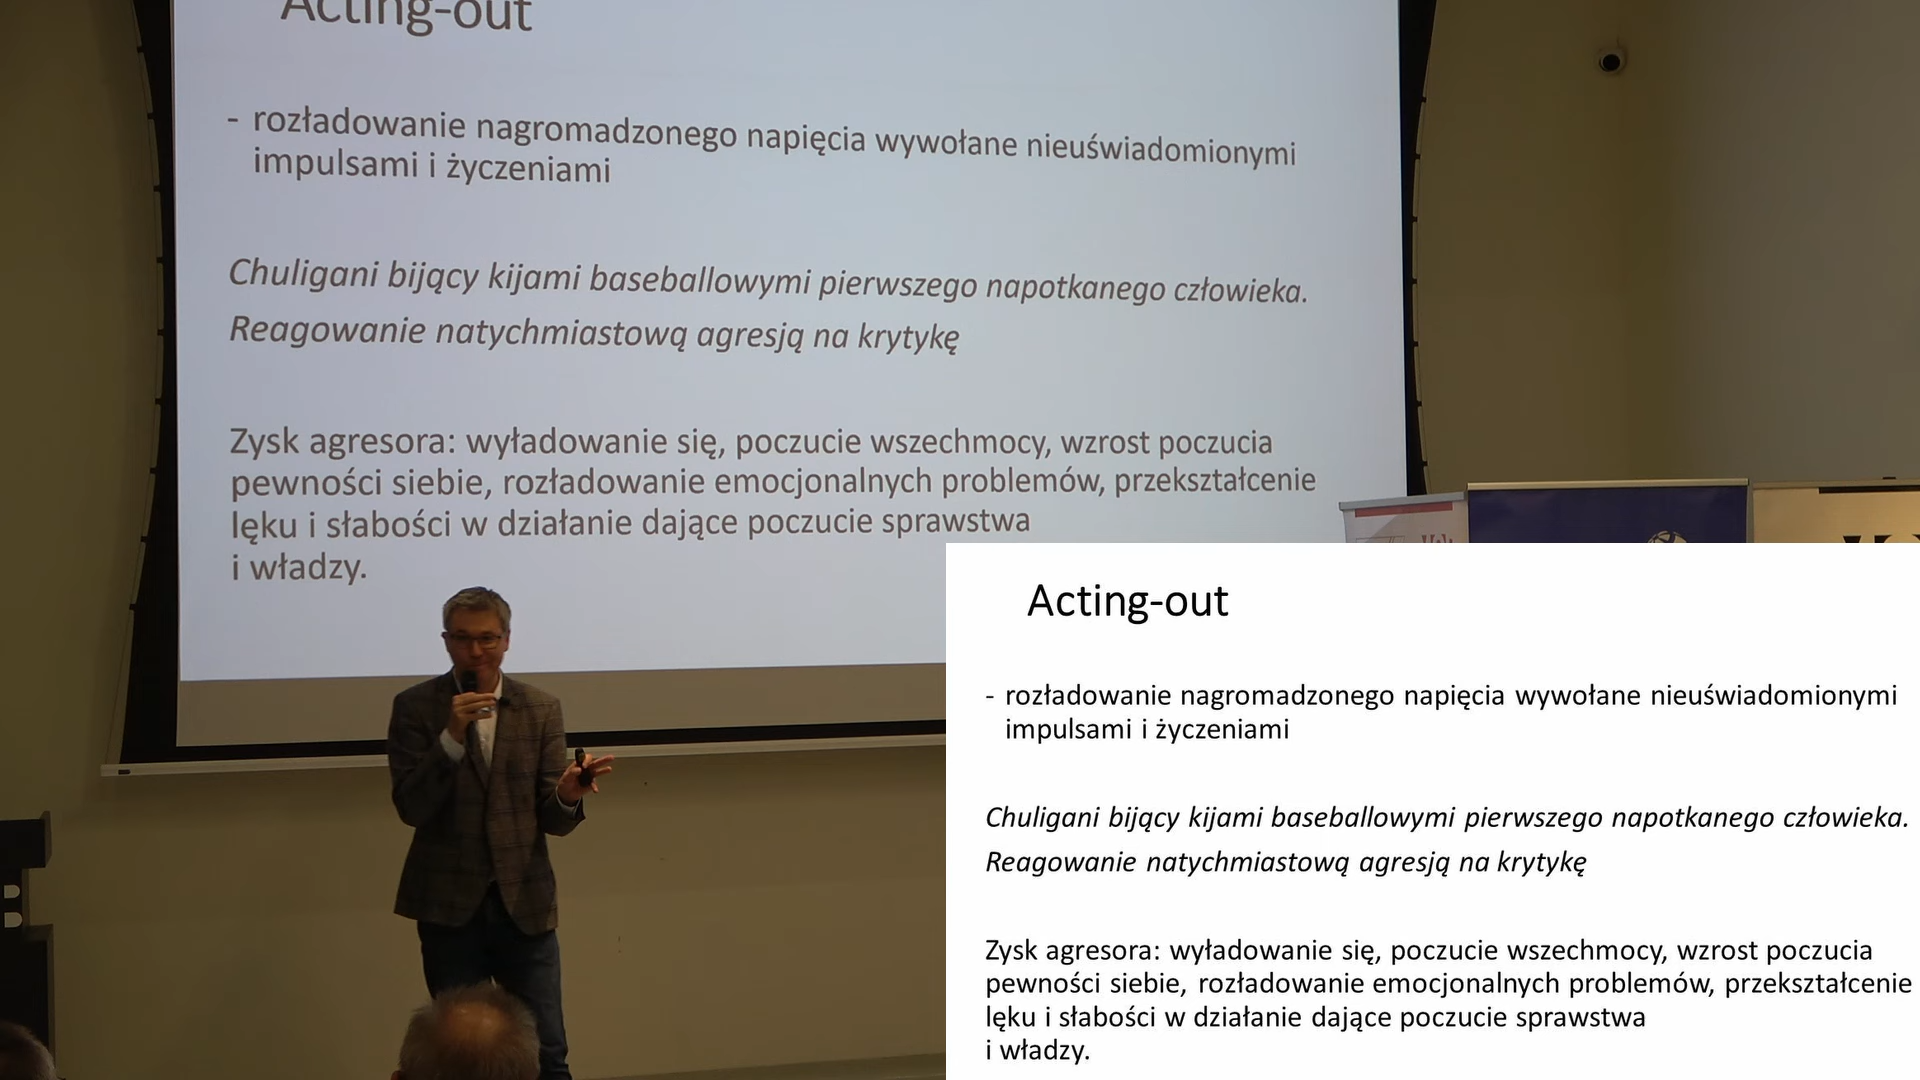 Acting-out
- rozładowanie nagromadzonego napięcia wywołane nieuświadomionymi
impulsami i życzeniami
Chuligani bijący kijami baseballowymi pierwszego napotkanego człowieka.
Reagowanie natychmiastową agresją na krytykę
Zysk agresora: wyładowanie się, poczucie wszechmocy, wzrost poczucia
pewności siebie, rozładowanie emocjonalnych problemów, przekształcenie
lęku i słabości w działanie dające poczucie sprawstwa
i władzy.
Acting-out
- rozładowanie nagromadzonego napięcia wywołane nieuświadomionymi
impulsami i życzeniami
Chuligani bijący kijami baseballowymi pierwszego napotkanego człowieka.
Reagowanie natychmiastową agresją na krytykę
Zysk agresora: wyładowanie się, poczucie wszechmocy, wzrost poczucia
pewności siebie, rozładowanie emocjonalnych problemów, przekształcenie
lęku i słabości w działanie dające poczucie sprawstwa
i władzy.